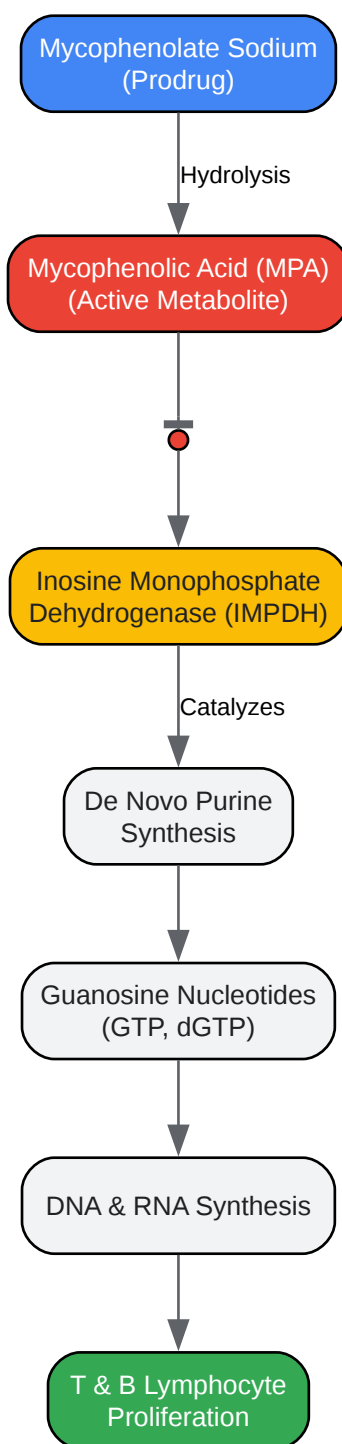 Mycophenolate Sodium
(Prodrug)
Hydrolysis
Mycophenolic Acid (MPA)
(Active Metabolite)
Inosine Monophosphate
Dehydrogenase (IMPDH)
Catalyzes
De Novo Purine
Synthesis
Guanosine Nucleotides
(GTP, dGTP)
DNA & RNA Synthesis
T & B Lymphocyte
Proliferation